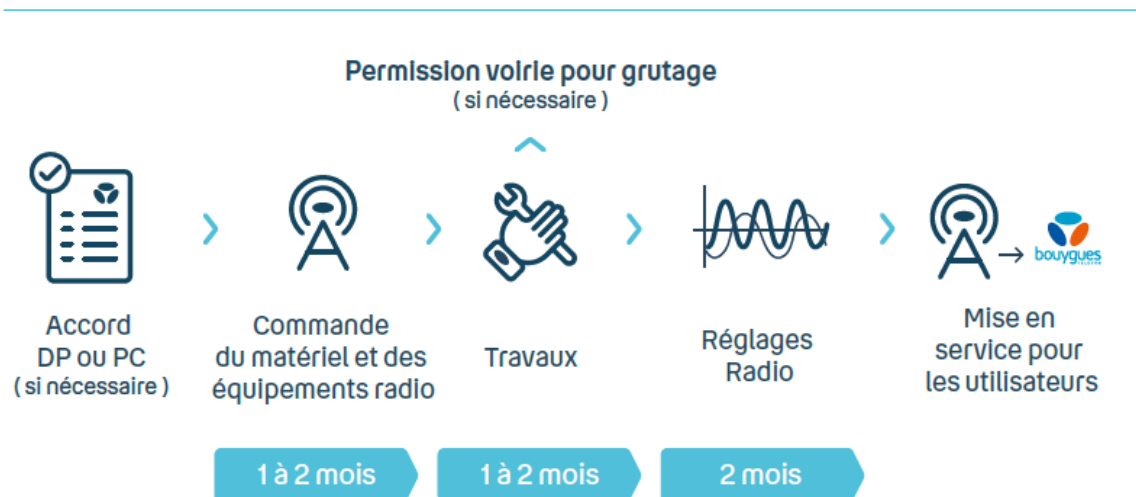 Permission voirie pour grutage
( si nécessaire )
bouygues
TELECOM
Accord
DP ou PC
( si nécessaire )
Commande
du matériel et des
équipements radio
Travaux
Réglages
Radio
Mise en
service pour
les utilisateurs
1 à 2 mois
1 à 2 mois
2 mois